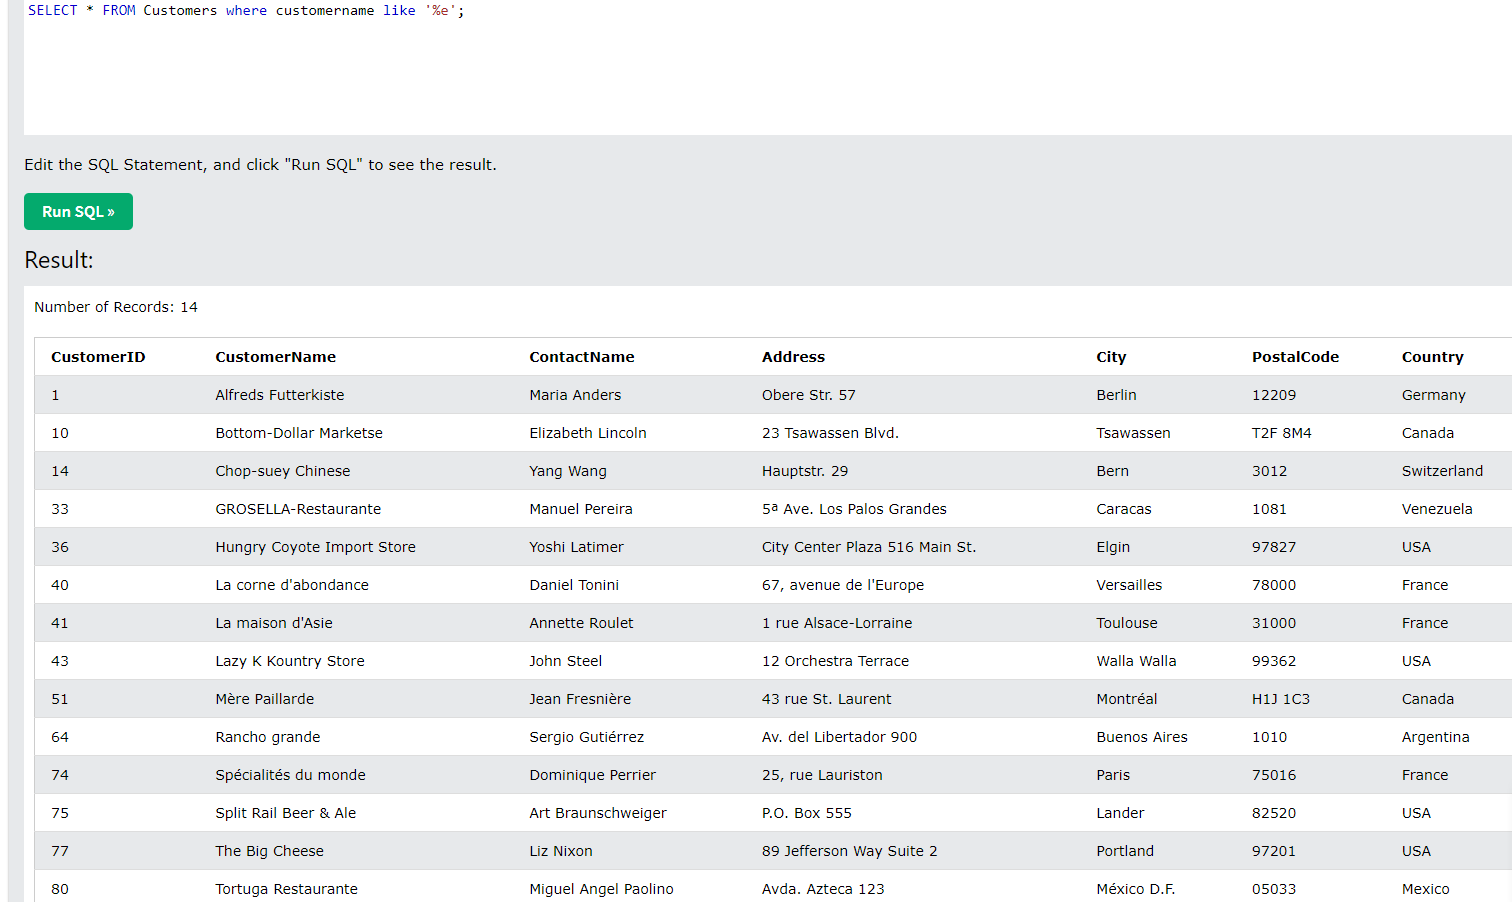 SELECT * FROM Customers where customername like '%e';
Edit the SQL Statement, and click "Run SQL" to see the result.
Run SQL »
Result:
Number of Records: 14
CustomerID CustomerName ContactName Address City PostalCode Country
1 Alfreds Futterkiste Maria Anders Obere Str. 57 Berlin 12209 Germany
10 Bottom-Dollar Marketse Elizabeth Lincoln 23 Tsawassen Blvd. Tsawassen T2F 8M4 Canada
14 Chop-suey Chinese Yang Wang Hauptstr. 29 Bern 3012 Switzerland
33 GROSELLA-Restaurante Manuel Pereira 5ª Ave. Los Palos Grandes Caracas 1081 Venezuela
36 Hungry Coyote Import Store Yoshi Latimer City Center Plaza 516 Main St. Elgin 97827 USA
40 La corne d'abondance Daniel Tonini 67, avenue de l'Europe Versailles 78000 France
41 La maison d'Asie Annette Roulet 1 rue Alsace-Lorraine Toulouse 31000 France
43 Lazy K Kountry Store John Steel 12 Orchestra Terrace Walla Walla 99362 USA
51 Mère Paillarde Jean Fresnière 43 rue St. Laurent Montréal H1J 1C3 Canada
64 Rancho grande Sergio Gutiérrez Av. del Libertador 900 Buenos Aires 1010 Argentina
74 Spécialités du monde Dominique Perrier 25, rue Lauriston Paris 75016 France
75 Split Rail Beer & Ale Art Braunschweiger P.O. Box 555 Lander 82520 USA
77 The Big Cheese Liz Nixon 89 Jefferson Way Suite 2 Portland 97201 USA
80 Tortuga Restaurante Miguel Angel Paolino Avda. Azteca 123 México D.F. 05033 Mexico